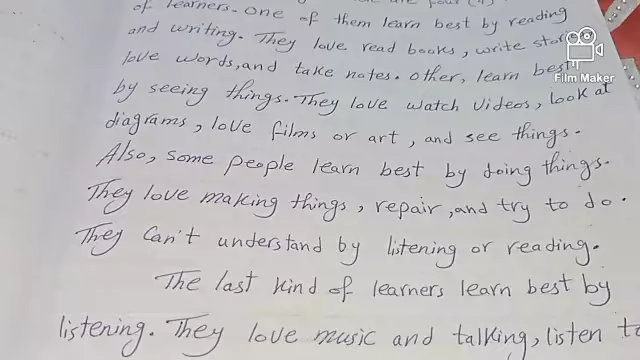 of learners. One of them learn best by reading
and writing. They love read books, write stor
love words, and take notes. Other, learn best
by seeing things. They love watch videos, look at
diagrams, love films or art, and see things.
Also, some people learn best by doing things.
They love making things, repair, and try to do.
They can't understand by listening or reading.
The last kind of learners learn best by
listening. They love music and talking, listen to
Film Maker